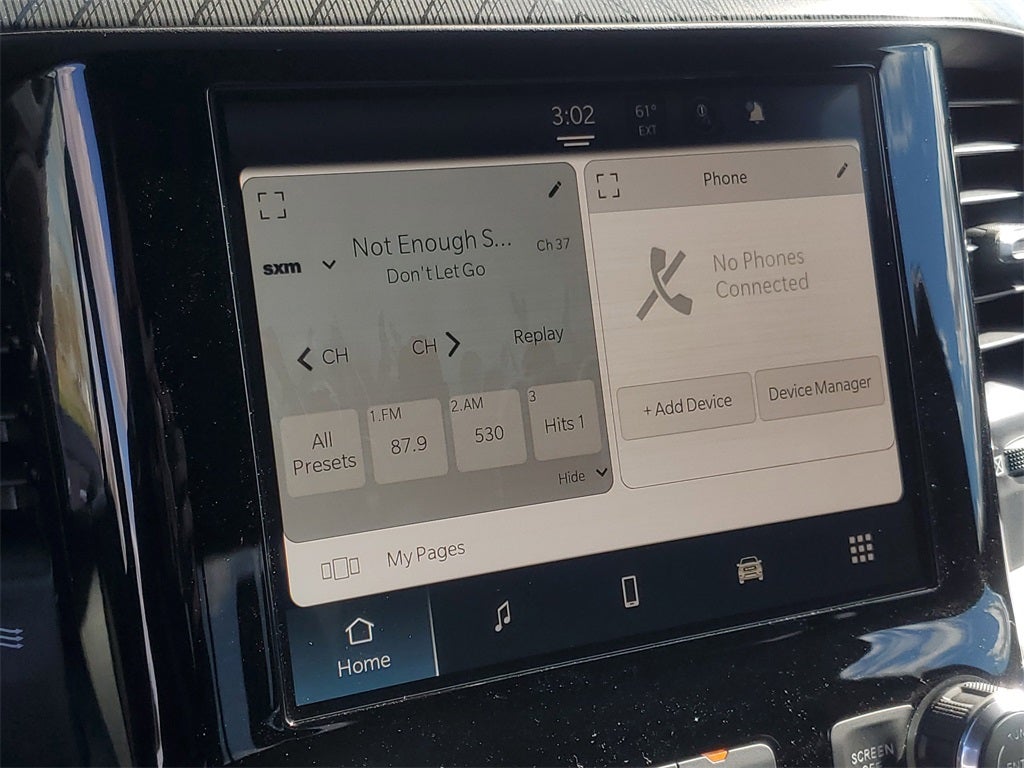 3:02
61°
EXT
Not Enough S...
Ch 37
sxm
Don't Let Go
CH
CH
Replay
All
Presets
1.FM
87.9
2.AM
530
3
Hits 1
Hide
Phone
No Phones
Connected
+ Add Device
Device Manager
My Pages
Home
SCREEN
OFF